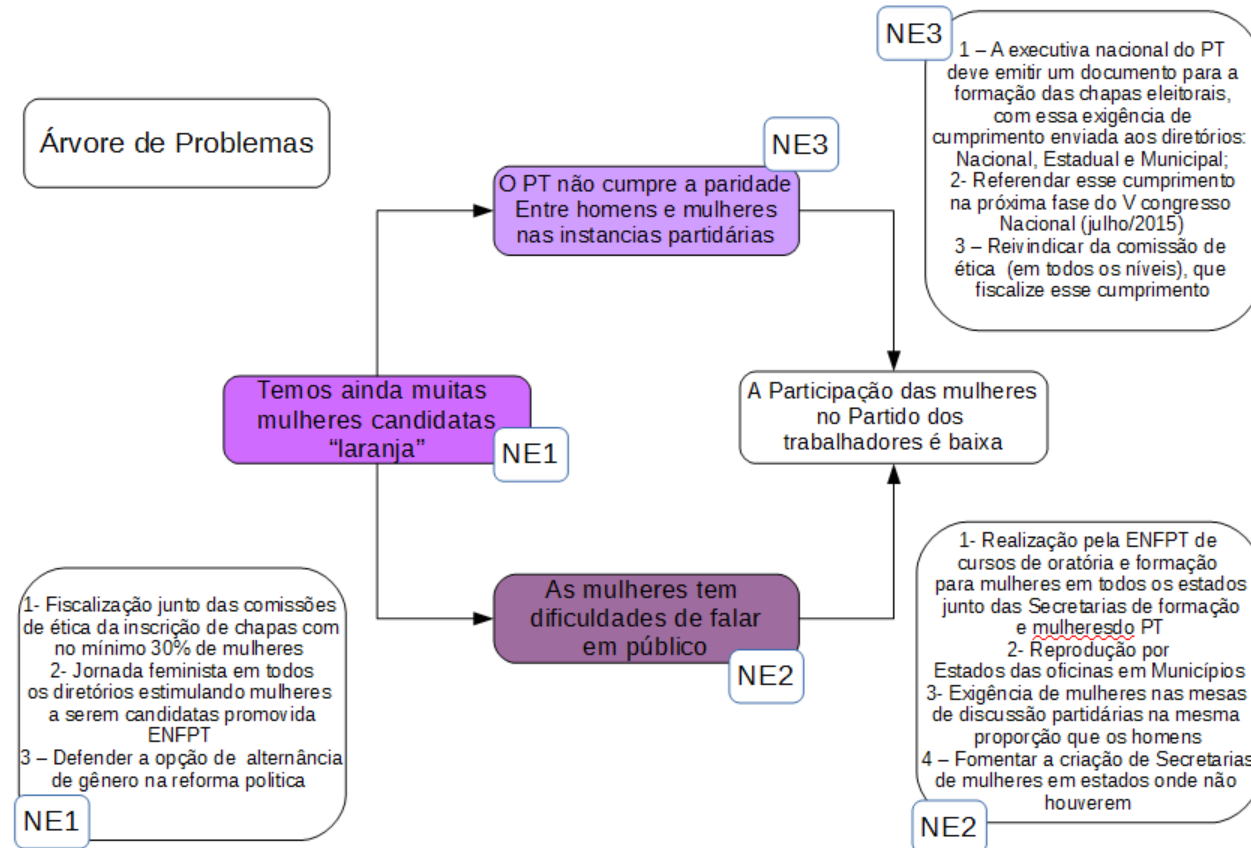 Árvore de Problemas
NE3
1 – A executiva nacional do PT
deve emitir um documento para a
formação das chapas eleitorais,
com essa exigência de
cumprimento enviada aos diretórios:
Nacional, Estadual e Municipal;
2- Referendar esse cumprimento
na próxima fase do V congresso
Nacional (julho/2015)
3 – Reivindicar da comissão de
ética (em todos os níveis), que
fiscalize esse cumprimento
NE3
O PT não cumpre a paridade
Entre homens e mulheres
nas instancias partidárias
Temos ainda muitas
mulheres candidatas
“laranja”
NE1
A Participação das mulheres
no Partido dos
trabalhadores é baixa
As mulheres tem
dificuldades de falar
em público
NE2
1- Fiscalização junto das comissões
de ética da inscrição de chapas com
no mínimo 30% de mulheres
2- Jornada feminista em todos
os diretórios estimulando mulheres
a serem candidatas promovida
ENFPT
3 – Defender a opção de alternância
de gênero na reforma politica
NE1
1- Realização pela ENFPT de
cursos de oratória e formação
para mulheres em todos os estados
junto das Secretarias de formação
e mulheresdo PT
2- Reprodução por
Estados das oficinas em Municípios
3- Exigência de mulheres nas mesas
de discussão partidárias na mesma
proporção que os homens
4 – Fomentar a criação de Secretarias
de mulheres em estados onde não
houverem
NE2